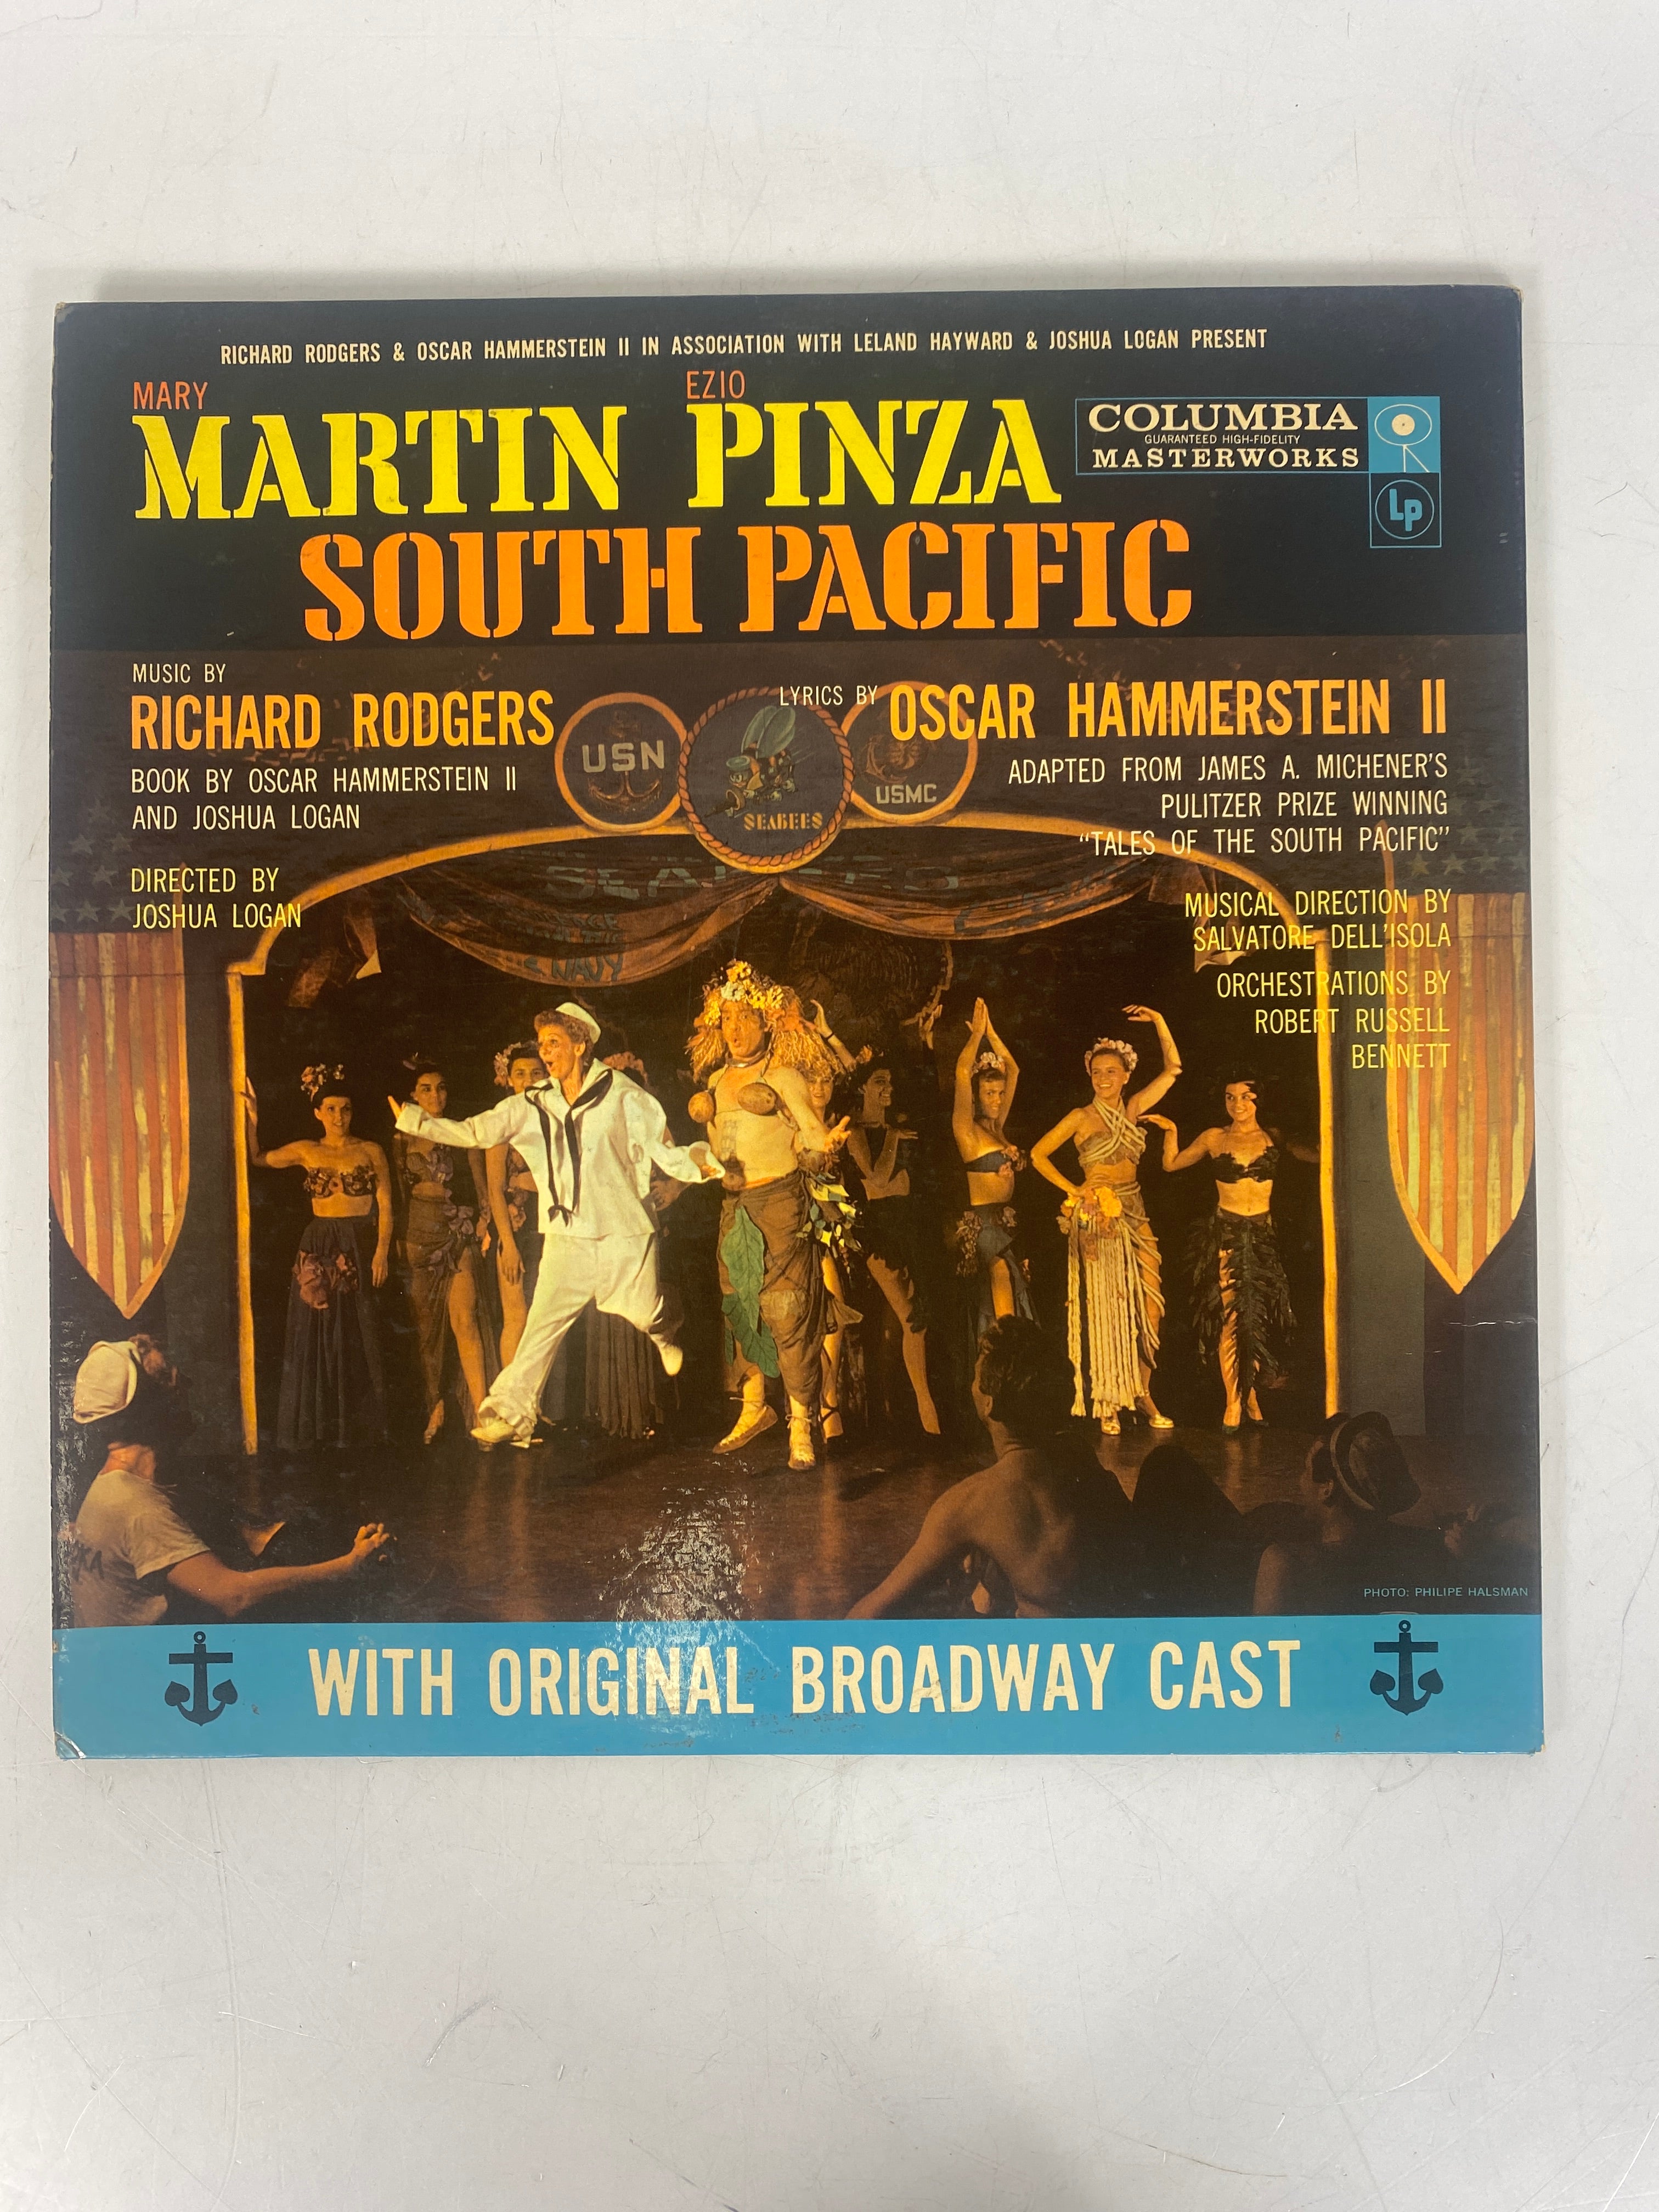 RICHARD RODGERS & OSCAR HAMMERSTEIN II IN ASSOCIATION WITH LELAND HAYWARD & JOSHUA LOGAN PRESENT
MARY EZIO
MARTIN PINZA
SOUTH PACIFIC
COLUMBIA
GUARANTEED HIGH-FIDELITY
MASTERWORKS
Lp
MUSIC BY
RICHARD RODGERS
BOOK BY OSCAR HAMMERSTEIN II
AND JOSHUA LOGAN
DIRECTED BY
JOSHUA LOGAN
USN
SEABEES
USMC
LYRICS BY OSCAR HAMMERSTEIN II
ADAPTED FROM JAMES A. MICHENER'S
PULITZER PRIZE WINNING
"TALES OF THE SOUTH PACIFIC"
MUSICAL DIRECTION BY
SALVATORE DELL'ISOLA
ORCHESTRATIONS BY
ROBERT RUSSELL
BENNETT
NAVY
PHOTO: PHILIPE HALSMAN
WITH ORIGINAL BROADWAY CAST